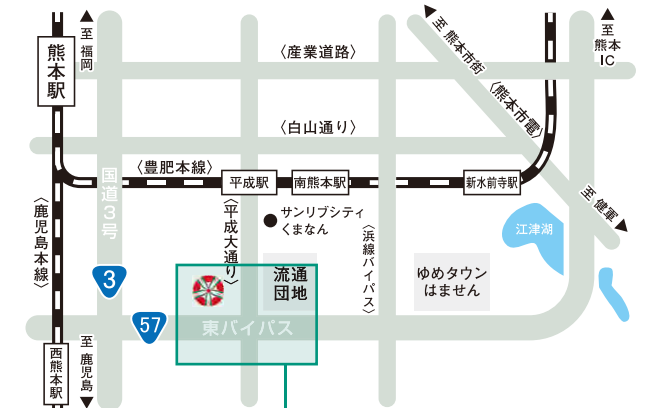 熊本駅
至 福岡
〈産業道路〉
至 熊本市街
至
熊本
IC
〈熊本市電〉
〈白山通り〉
〈豊肥本線〉
平成駅
南熊本駅
新水前寺駅
国道3号
〈鹿児島本線〉
〈平成大通り〉
サンリブシティ
くまなん
〈浜線バイパス〉
至 健軍
江津湖
3
流通
団地
ゆめタウン
はません
57
東バイパス
西熊本駅
至 鹿児島